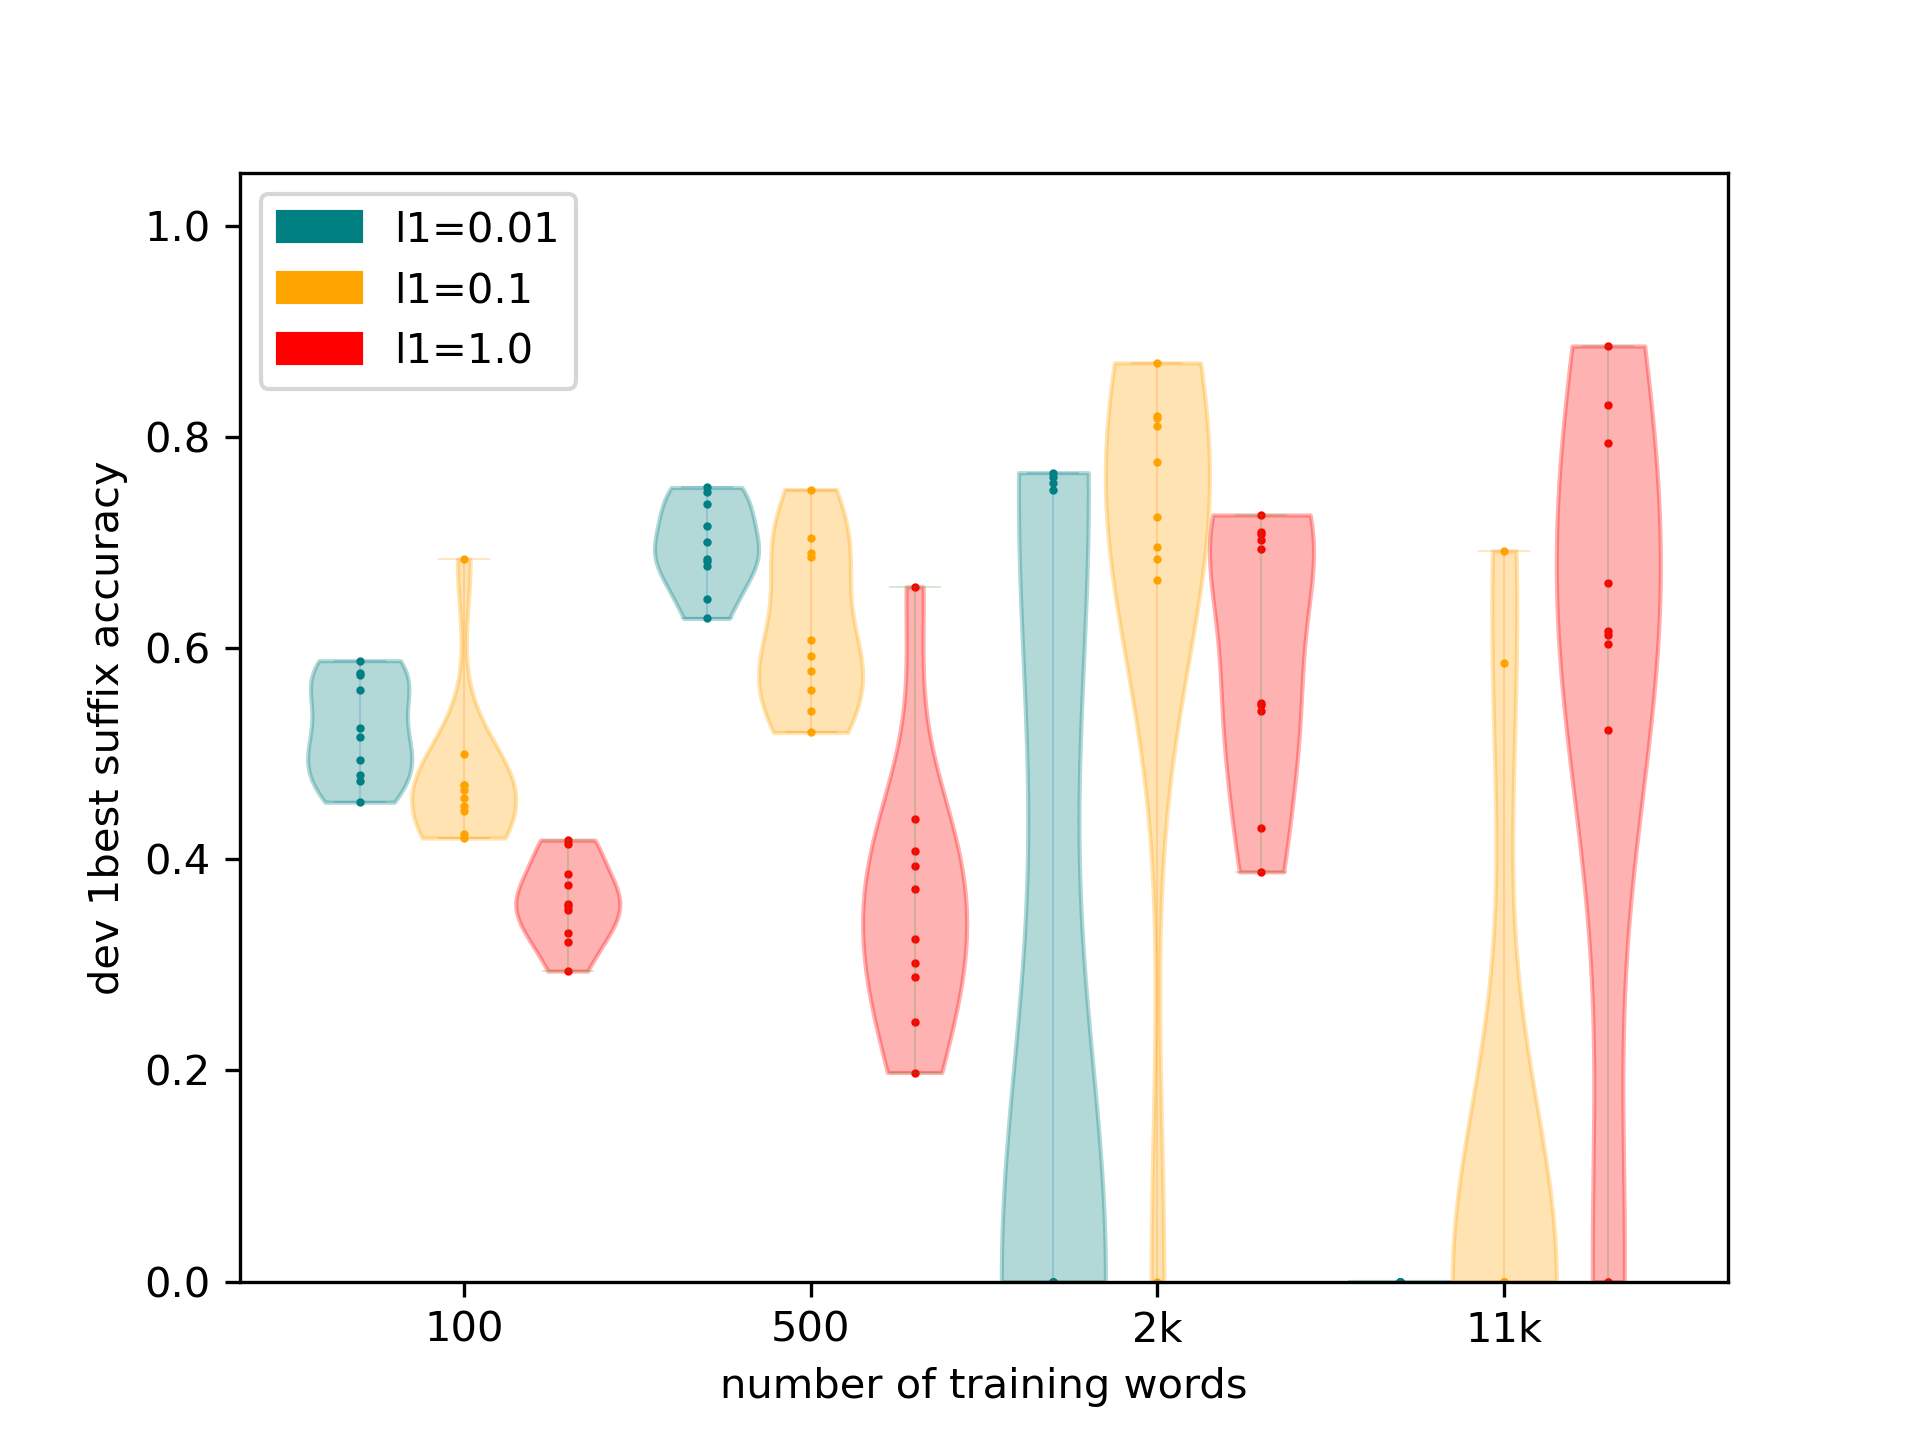 l1=0.01
l1=0.1
l1=1.0
1.0
0.8
0.6
0.4
0.2
0.0
dev 1best suffix accuracy
100 500 2k 11k
number of training words